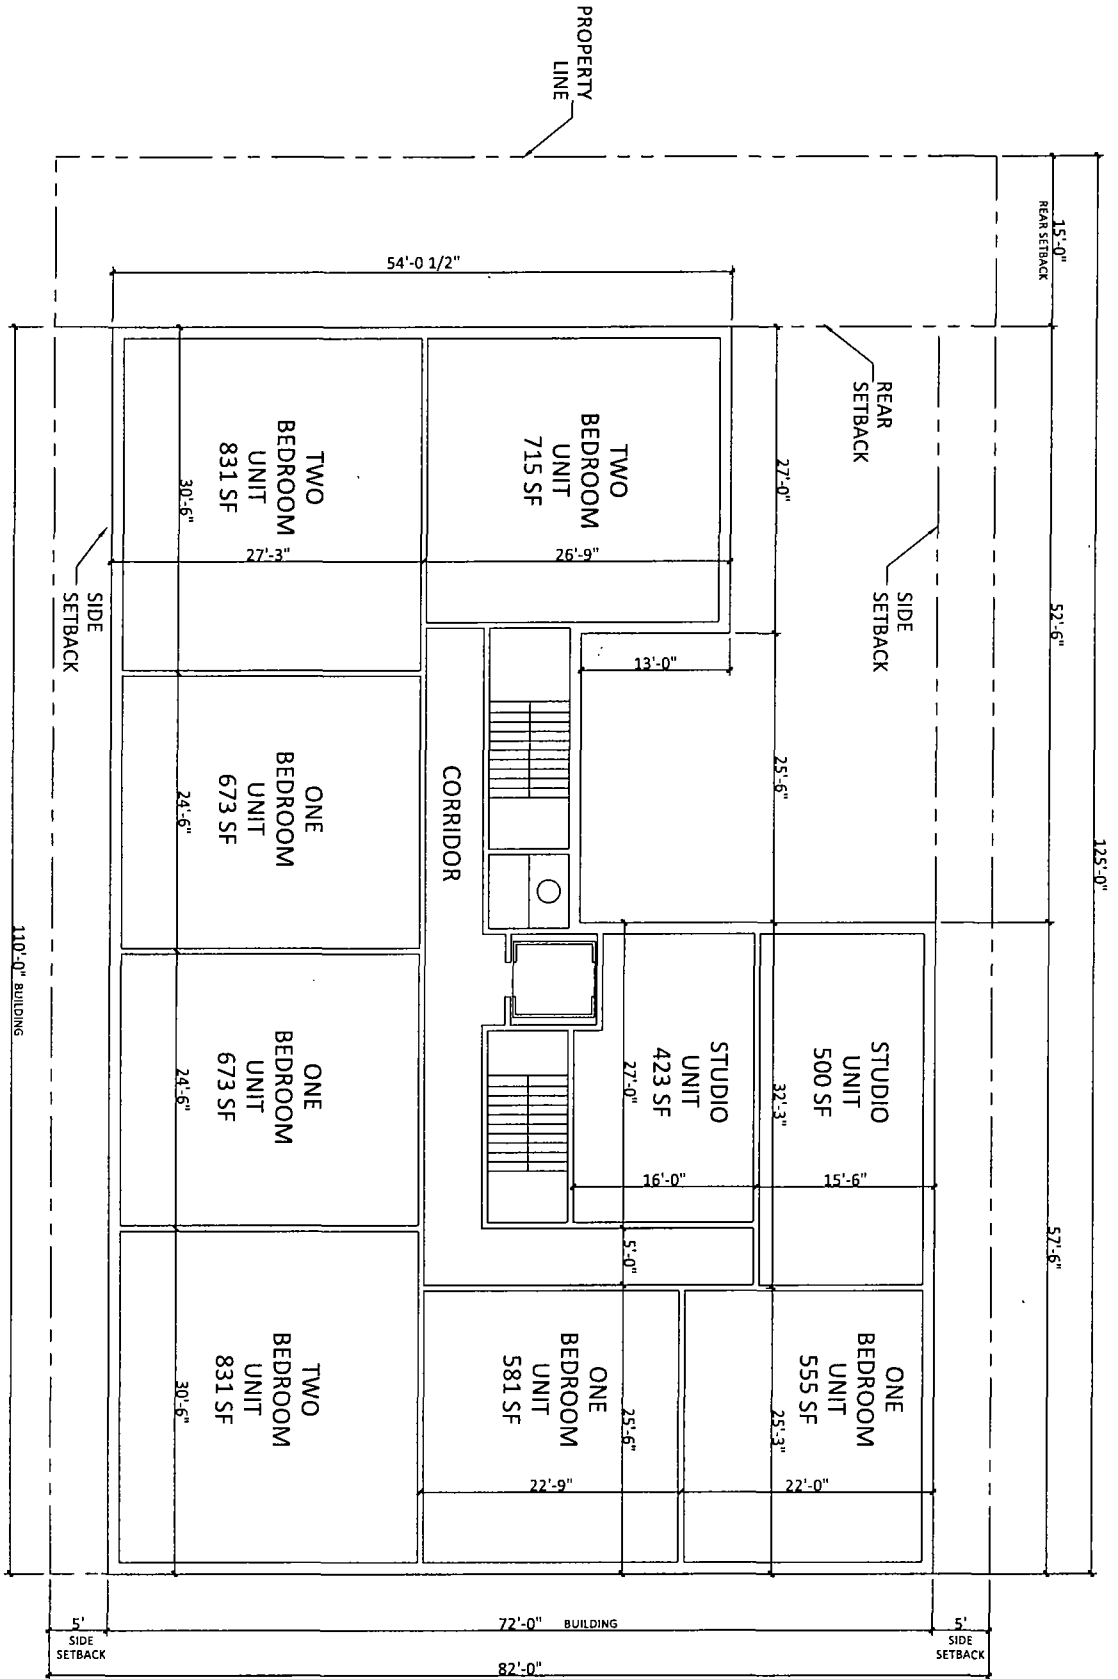 PROPERTY
LINE
15'-0"
REAR SETBACK
125'-0"
54'-0 1/2"
REAR
SETBACK
27'-0"
52'-6"
SIDE
SETBACK
TWO
BEDROOM
UNIT
831 SF
30'-6"
27'-3"
TWO
BEDROOM
UNIT
715 SF
26'-9"
SIDE
SETBACK
13'-0"
25'-6"
ONE
BEDROOM
UNIT
673 SF
24'-6"
CORRIDOR
110'-0" BUILDING
ONE
BEDROOM
UNIT
673 SF
24'-6"
STUDIO
UNIT
423 SF
27'-0"
16'-0"
STUDIO
UNIT
500 SF
32'-3"
15'-6"
57'-6"
5'-0"
TWO
BEDROOM
UNIT
831 SF
30'-6"
ONE
BEDROOM
UNIT
581 SF
25'-6"
22'-9"
ONE
BEDROOM
UNIT
555 SF
25'-3"
22'-0"
5'
SIDE
SETBACK
72'-0" BUILDING
5'
SIDE
SETBACK
82'-0"